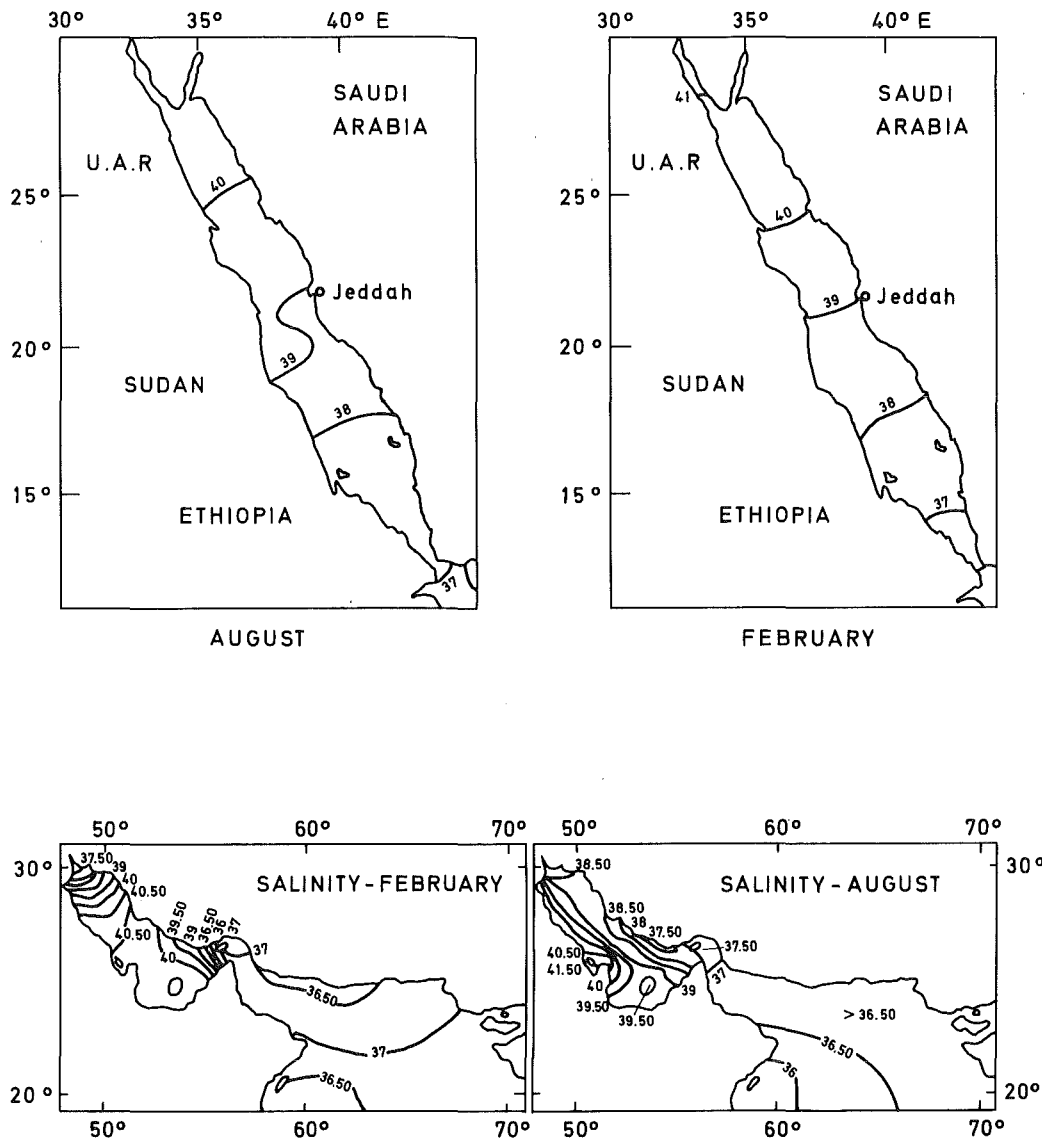 30° 35° 40° E
SAUDI
ARABIA
U.A.R
40
25°
Jeddah
39
20°
SUDAN
38
15°
ETHIOPIA
37
AUGUST
30° 35° 40° E
41
SAUDI
ARABIA
U.A.R
25°
40
39
Jeddah
20°
SUDAN
38
15°
37
ETHIOPIA
FEBRUARY
50° 60° 70°
30°
37.50
39
40
40.50
SALINITY-FEBRUARY
39.50
39
36.50
36
37
40.50
40
37
36.50
37
36.50
20°
50° 60° 70°
50° 60° 70°
30°
38.50
SALINITY-AUGUST
38.50
38
37.50
37.50
40.50
41.50
40
39.50
39.50
39
37
>36.50
36.50
36
20°
50° 60° 70°